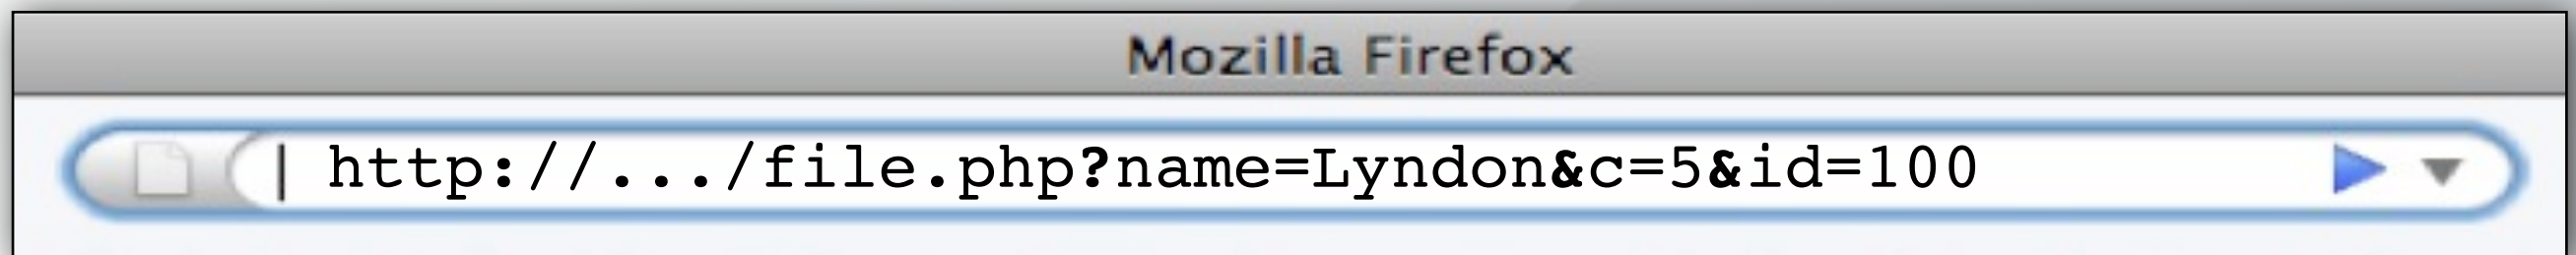 Mozilla Firefox
| http://.../file.php?name=Lyndon&c=5&id=100